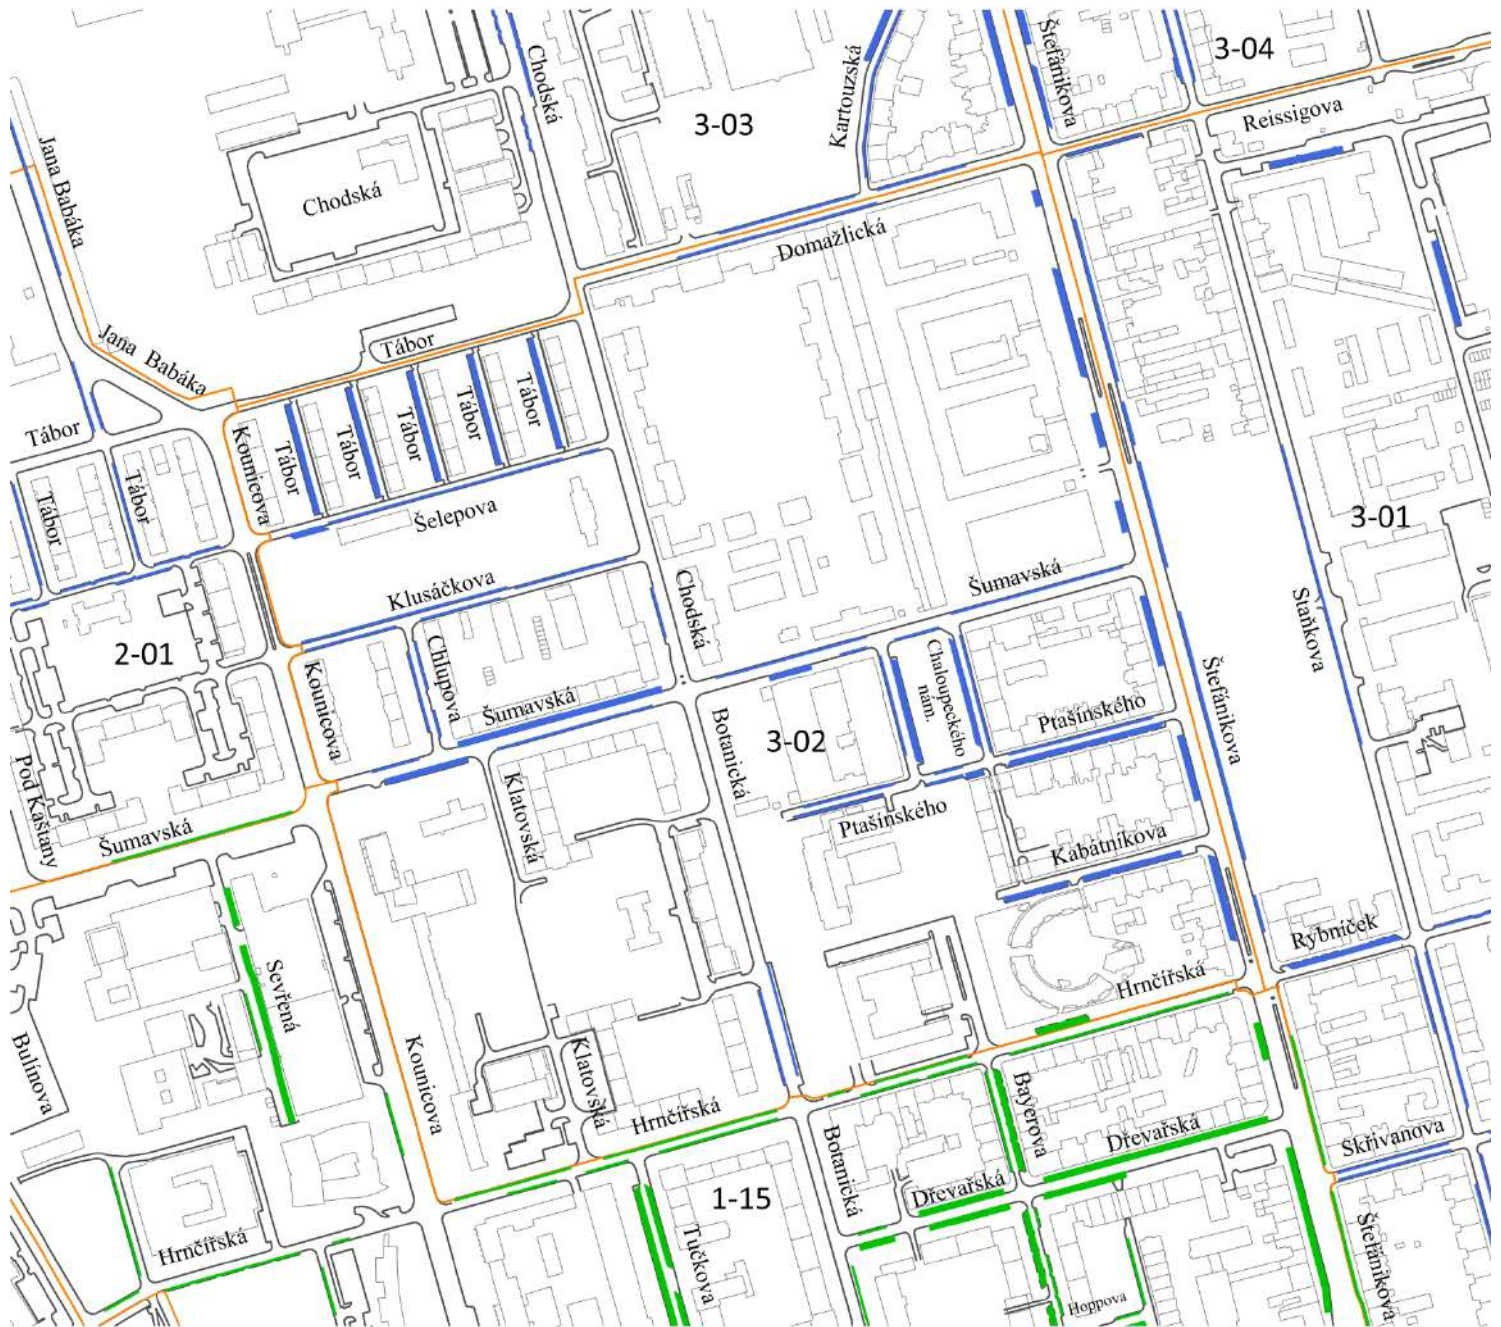 Chodská
Kartouzská
Štefánikova
3-04
Reissigova
3-03
Jana Babáka
Chodská
Domažlická
Jana Babáka
Tábor
Tábor
Kounicova
Tábor
Tábor
Tábor
Tábor
Tábor
Tábor
Tábor
Šelepova
3-01
Klusáčkova
Chodská
Šumavská
Staňkova
2-01
Kounicova
Chlupova
Šumavská
Chaloupeckého
nám.
Štefánikova
Ptašínského
Botanická
3-02
Pod Kaštany
Klatovská
Ptašínského
Šumavská
Kabátníkova
Rybníček
Sevřená
Hrnčířská
Bulínova
Kounicova
Klatovská
Hrnčířská
Botanická
Bayerova
Dřevařská
Skřivanova
Dřevařská
1-15
Hrnčířská
Tučkova
Štefánikova
Hoppova